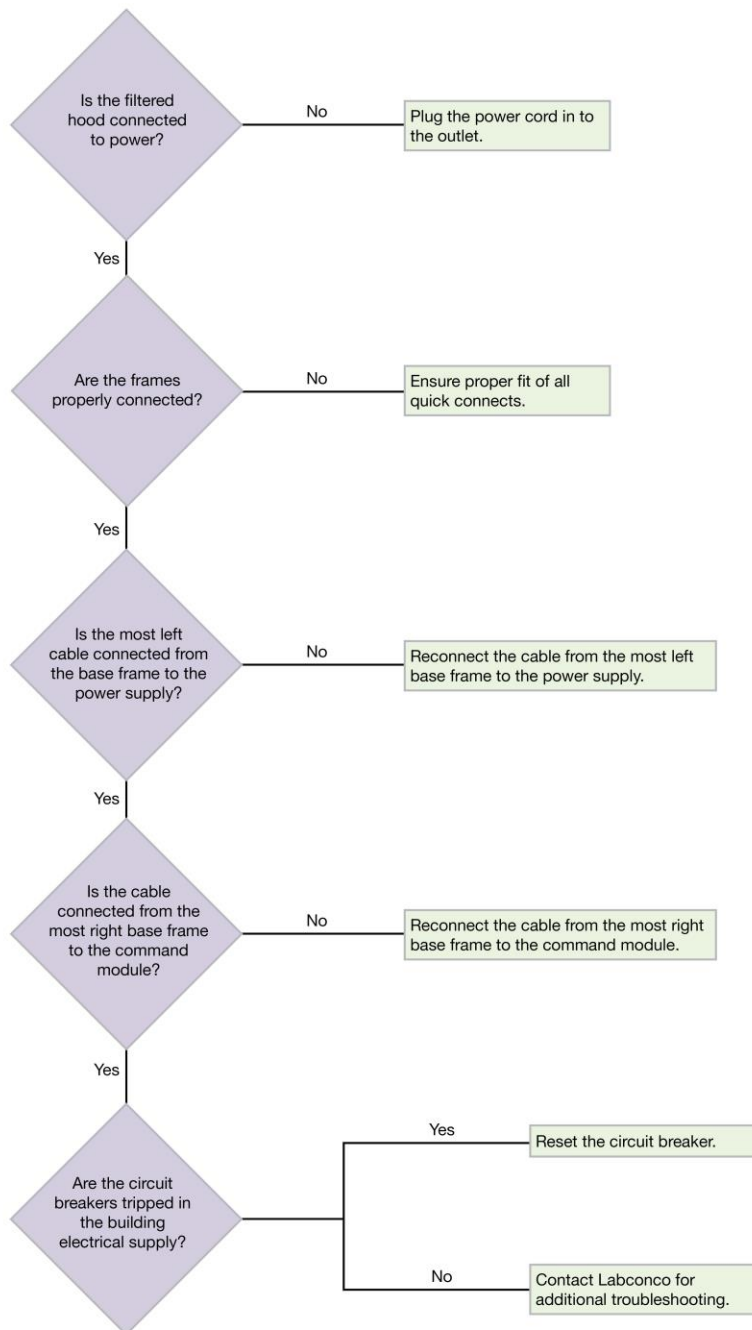 Is the filtered
hood connected
to power?
No
Plug the power cord in to
the outlet.
Yes
Are the frames
properly connected?
No
Ensure proper fit of all
quick connects.
Yes
Is the most left
cable connected from
the base frame to the
power supply?
No
Reconnect the cable from the most left
base frame to the power supply.
Yes
Is the cable
connected from the
most right base frame
to the command
module?
No
Reconnect the cable from the most right
base frame to the command module.
Yes
Are the circuit
breakers tripped in
the building
electrical supply?
Yes
Reset the circuit breaker.
No
Contact Labconco for
additional troubleshooting.